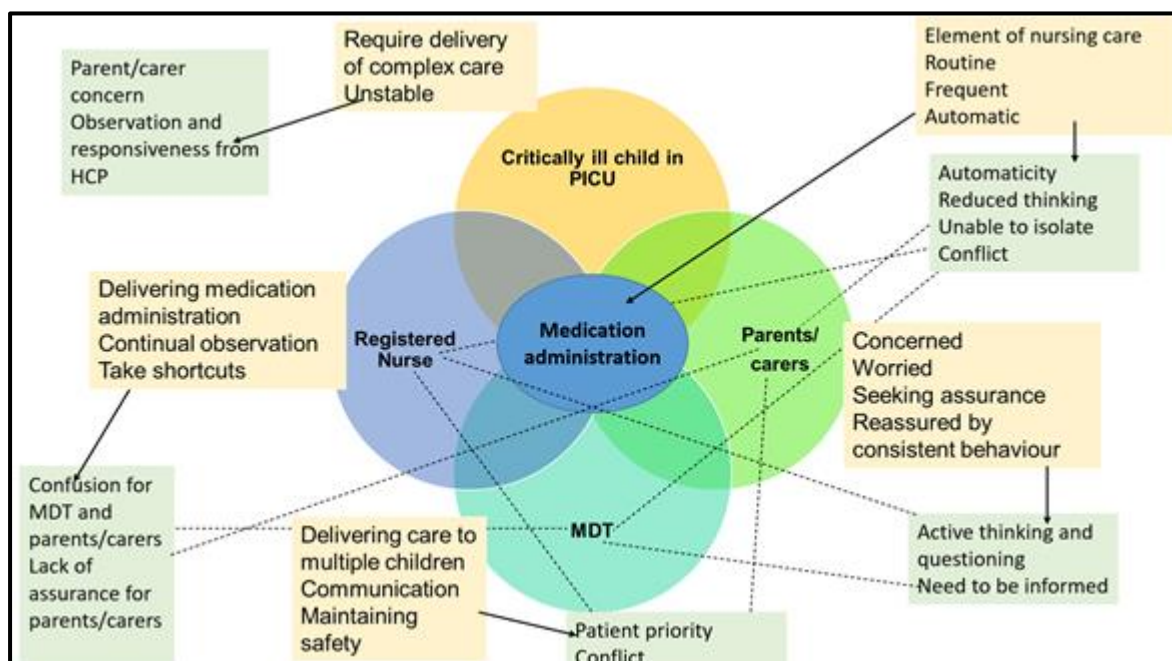 Parent/carer
concern
Observation and
responsiveness from
HCP
Require delivery
of complex care
Unstable
Element of nursing care
Routine
Frequent
Automatic
Critically ill child in
PICU
Automaticity
Reduced thinking
Unable to isolate
Conflict
Delivering medication
administration
Continual observation
Take shortcuts
Registered
Nurse
Medication
administration
Parents/
carers
Concerned
Worried
Seeking assurance
Reassured by
consistent behaviour
Confusion for
MDT and
parents/carers
Lack of
assurance for
parents/carers
Delivering care to
multiple children
Communication
Maintaining
safety
MDT
Active thinking and
questioning
Need to be informed
Patient priority
Conflict